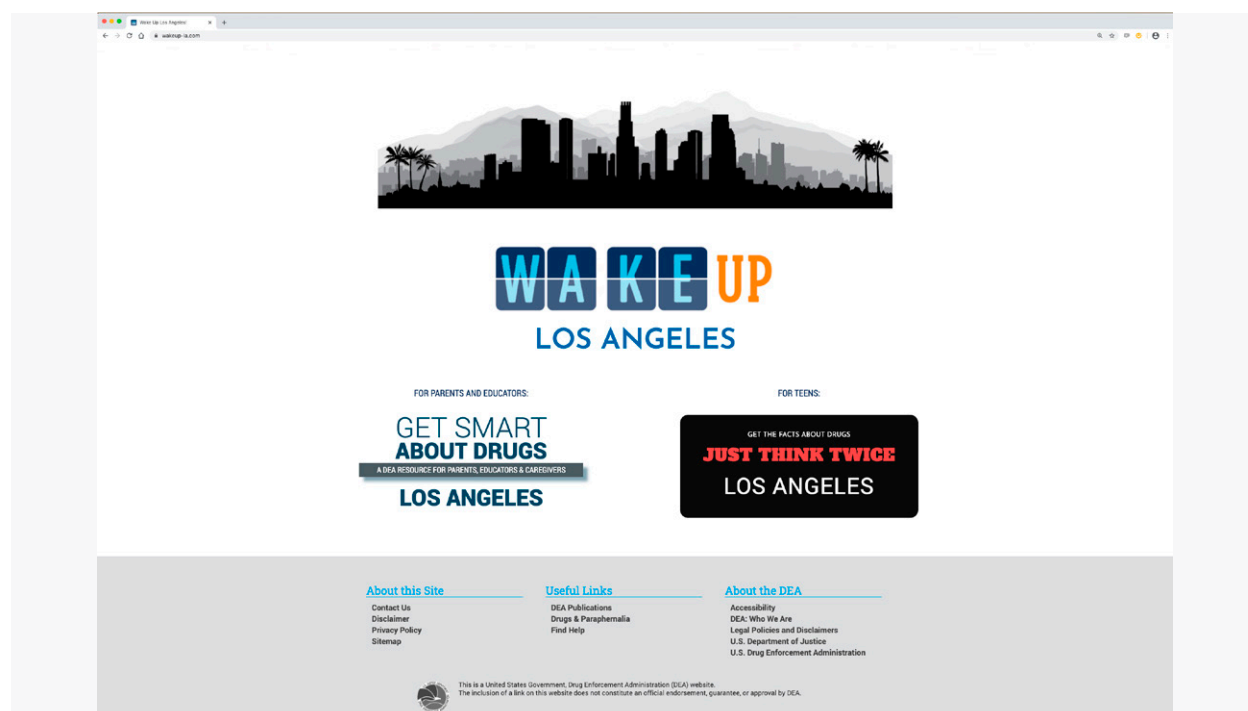 Wake Up Los Angeles
wakeup-la.com
WAKE UP
LOS ANGELES
FOR PARENTS AND EDUCATORS:
GET SMART
ABOUT DRUGS
A DEA RESOURCE FOR PARENTS, EDUCATORS & CAREGIVERS
LOS ANGELES
FOR TEENS:
GET THE FACTS ABOUT DRUGS
JUST THINK TWICE
LOS ANGELES
About this Site
Contact Us
Disclaimer
Privacy Policy
Sitemap
Useful Links
DEA Publications
Drugs & Paraphernalia
Find Help
About the DEA
Accessibility
DEA: Who We Are
Legal Policies and Disclaimers
U.S. Department of Justice
U.S. Drug Enforcement Administration
This is a United States Government, Drug Enforcement Administration (DEA) website.
The inclusion of a link on this website does not constitute an official endorsement, guarantee, or approval by DEA.